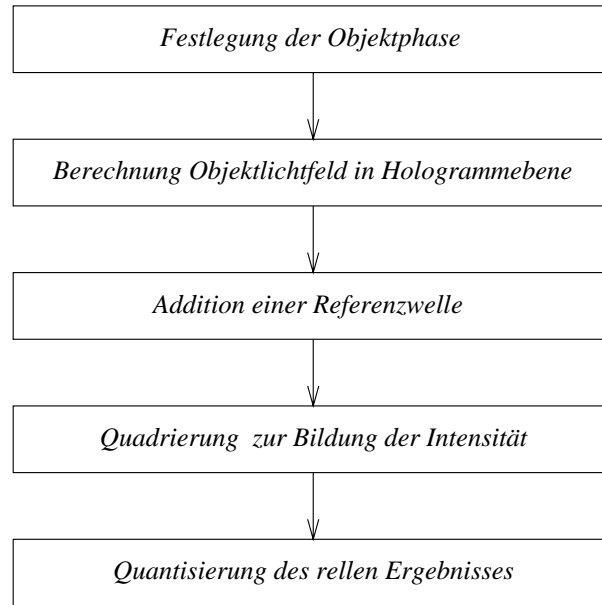 Festlegung der Objektphase
Berechnung Objektlichtfeld in Hologrammebene
Addition einer Referenzwelle
Quadrierung zur Bildung der Intensität
Quantisierung des rellen Ergebnisses